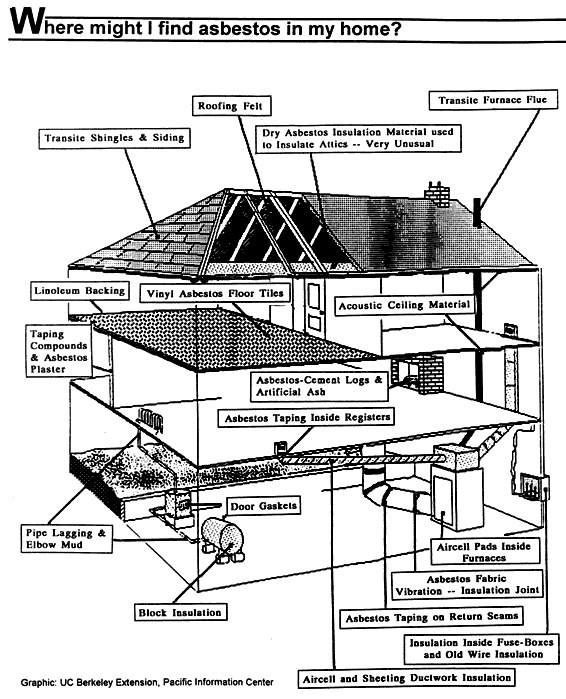 Where might I find asbestos in my home?
Roofing Felt
Transite Furnace Flue
Transite Shingles & Siding
Dry Asbestos Insulation Material used
to Insulate Attics -- Very Unusual
Linoleum Backing
Vinyl Asbestos Floor Tiles
Acoustic Ceiling Material
Taping
Compounds
& Asbestos
Plaster
Asbestos-Cement Logs &
Artificial Ash
Asbestos Taping Inside Registers
Door Gaskets
Pipe Lagging &
Elbow Mud
Aircell Pads Inside
Furnaces
Asbestos Fabric
Vibration -- Insulation Joint
Block Insulation
Asbestos Taping on Return Seams
Insulation Inside Fuse-Boxes
and Old Wire Insulation
Aircell and Sheeting Ductwork Insulation
Graphic: UC Berkeley Extension, Pacific Information Center